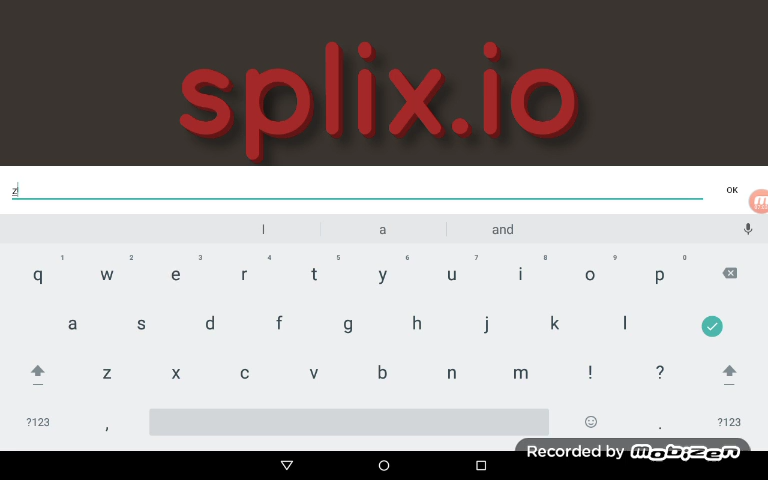 splix.io
z
OK
l a and
1 2 3 4 5 6 7 8 9 0
q w e r t y u i o p
a s d f g h j k l
z x c v b n m ! ?
?123 , . ?123
Recorded by mobizen